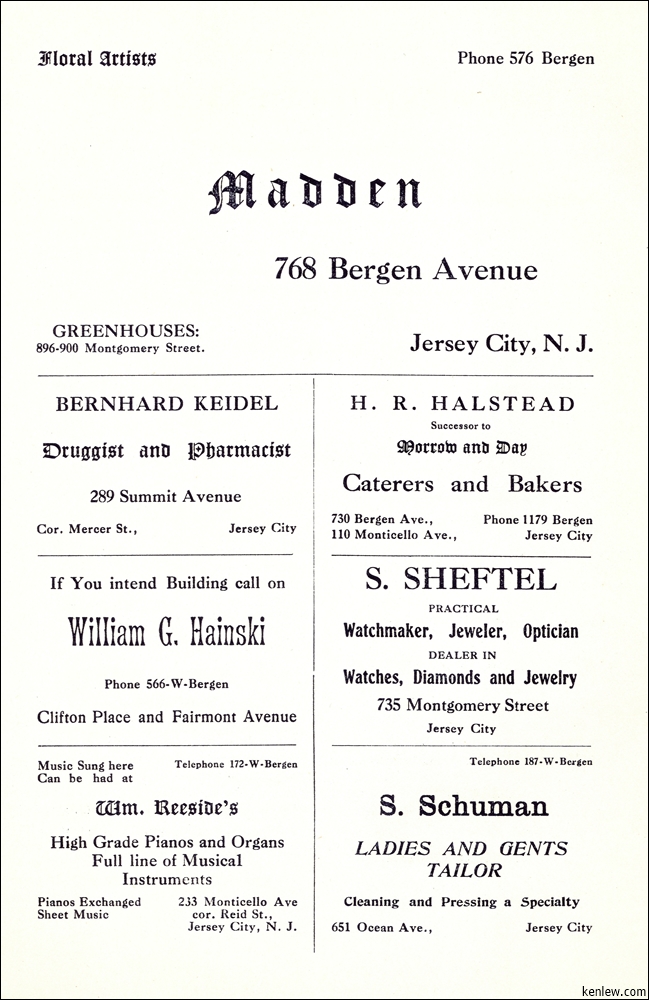 Floral Artists
Phone 576 Bergen
Madden
768 Bergen Avenue
GREENHOUSES:
896-900 Montgomery Street.
Jersey City, N. J.
BERNHARD KEIDEL
Druggist and Pharmacist
289 Summit Avenue
Cor. Mercer St., Jersey City
If You intend Building call on
William G. Hainski
Phone 566-W-Bergen
Clifton Place and Fairmont Avenue
Music Sung here Telephone 172-W-Bergen
Can be had at
Wm. Reeside's
High Grade Pianos and Organs
Full line of Musical
Instruments
Pianos Exchanged 233 Monticello Ave
Sheet Music cor. Reid St.,
Jersey City, N. J.
H. R. HALSTEAD
Successor to
Morrow and Day
Caterers and Bakers
730 Bergen Ave., Phone 1179 Bergen
110 Monticello Ave., Jersey City
S. SHEFTEL
PRACTICAL
Watchmaker, Jeweler, Optician
DEALER IN
Watches, Diamonds and Jewelry
735 Montgomery Street
Jersey City
Telephone 187-W-Bergen
S. Schuman
LADIES AND GENTS
TAILOR
Cleaning and Pressing a Specialty
651 Ocean Ave., Jersey City
kenlew.com